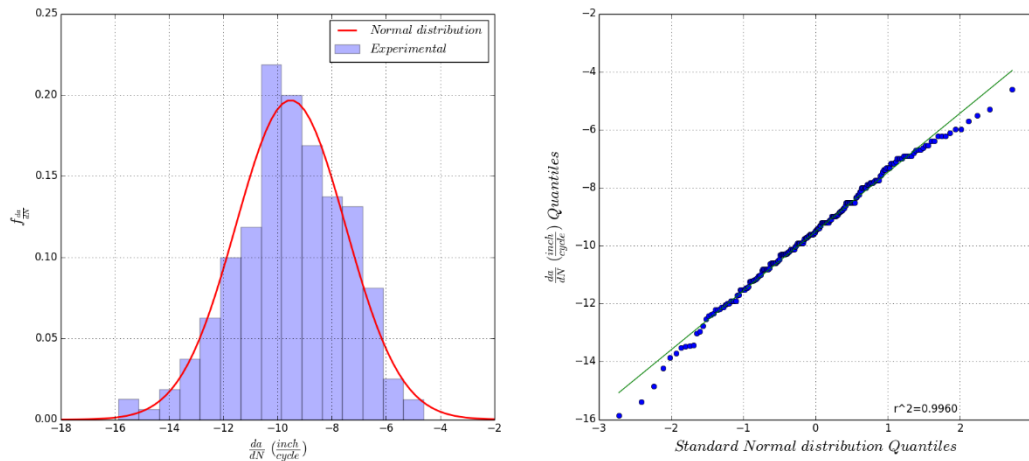 0.25
0.20
0.15
0.10
0.05
0.00
f da/dN
−18 −16 −14 −12 −10 −8 −6 −4 −2
da/dN (inch/cycle)
Normal distribution
Experimental
−2
−4
−6
−8
−10
−12
−14
−16
da/dN (inch/cycle) Quantiles
r^2=0.9960
−3 −2 −1 0 1 2 3
Standard Normal distribution Quantiles